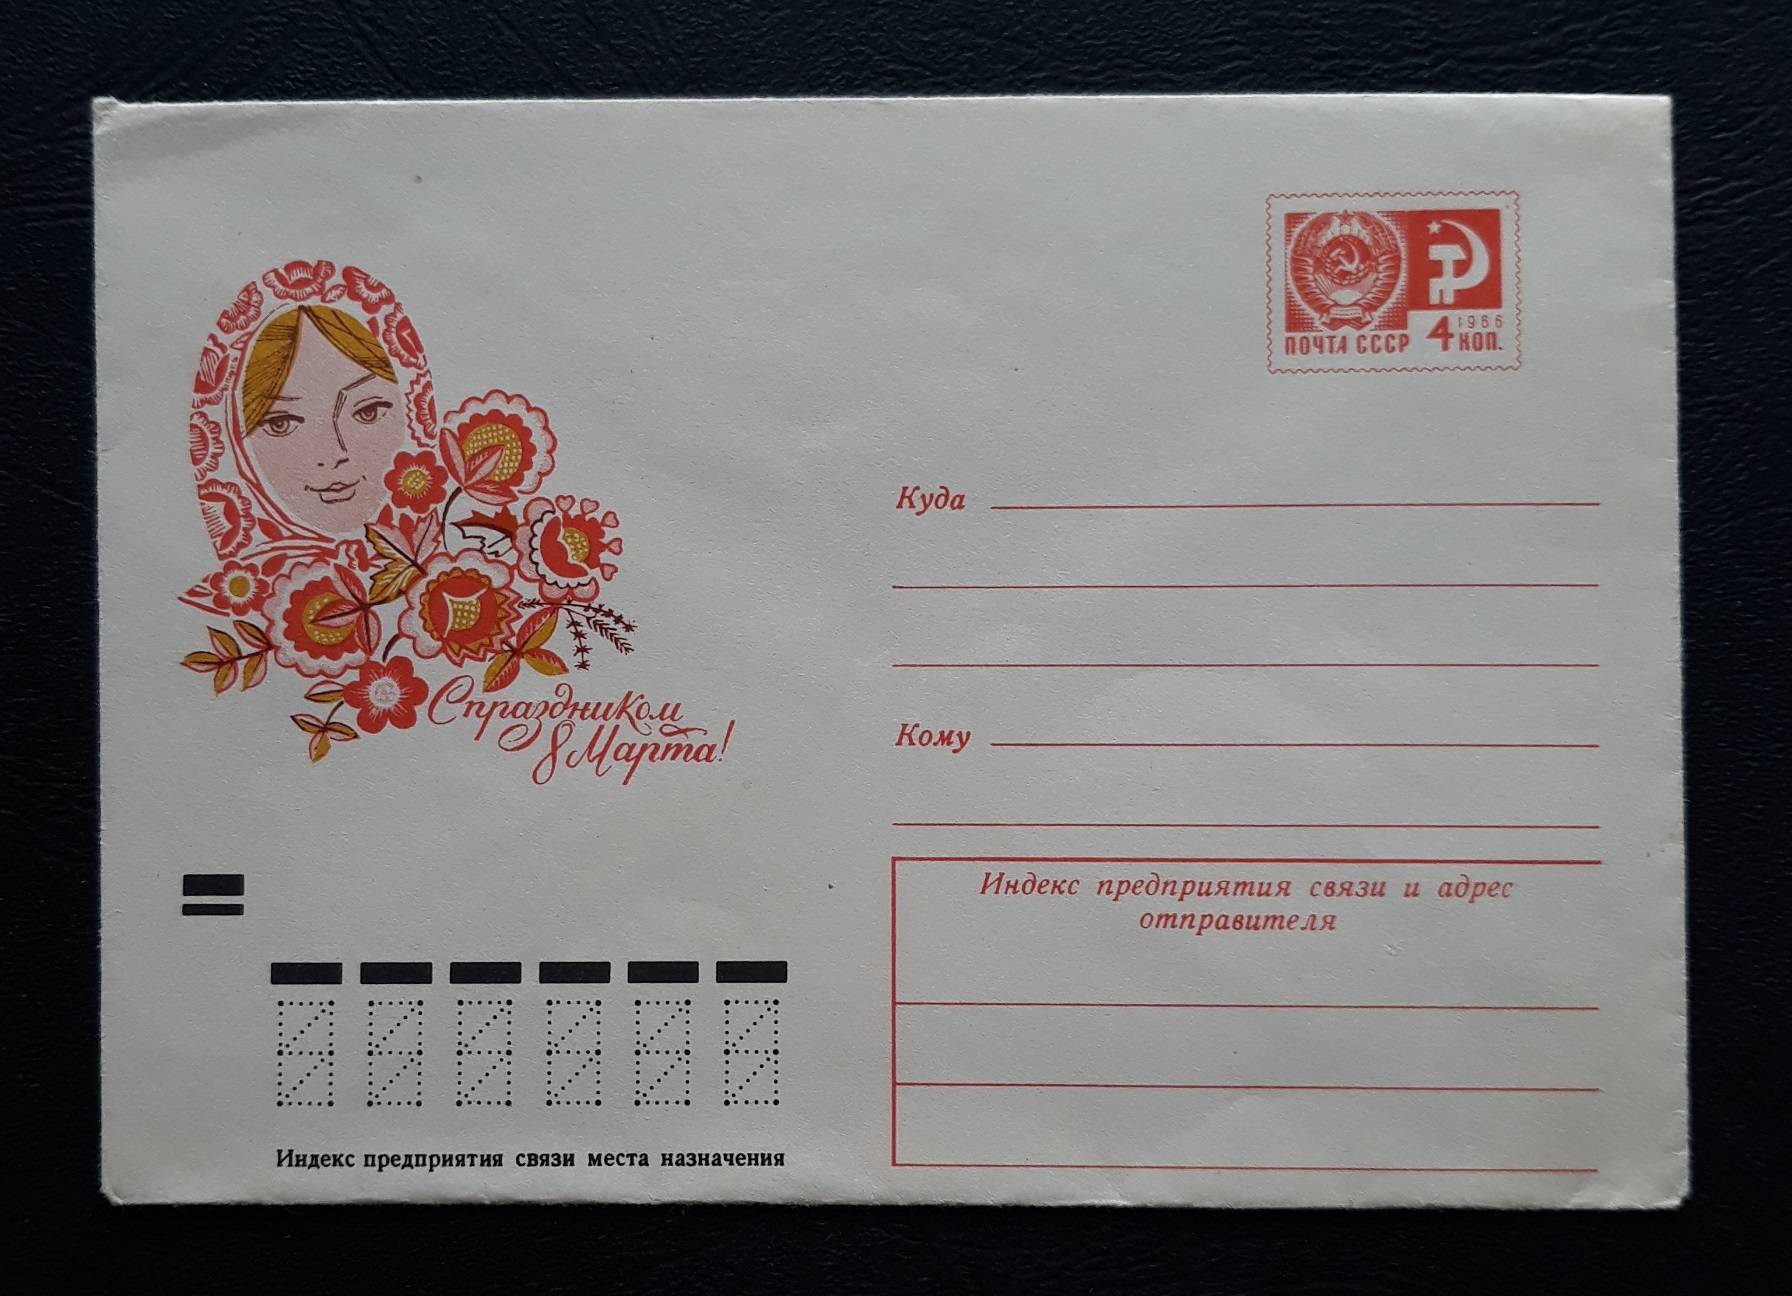 1966
ПОЧТА СССР 4 КОП.
Куда
С праздником
8 Марта!
Кому
Индекс предприятия связи и адрес
отправителя
Индекс предприятия связи места назначения